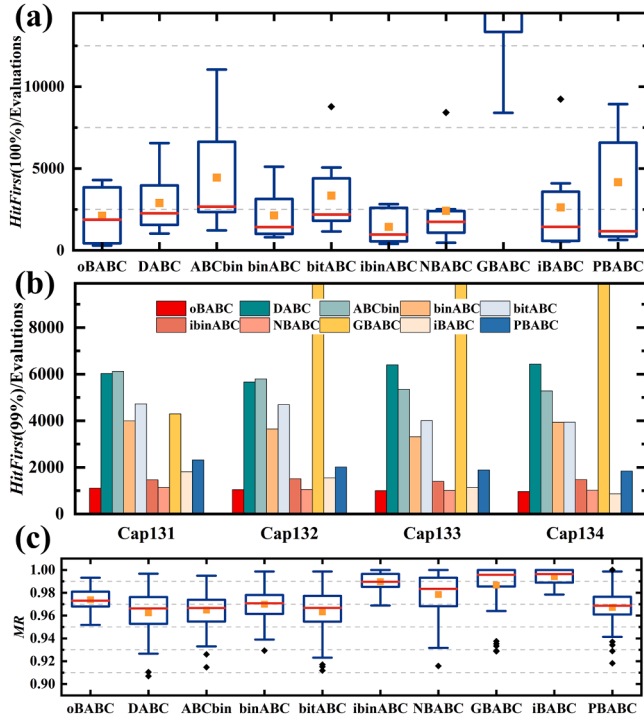 (a)
HitFirst(100%)/Evaluations
10000
5000
0
oBABC DABC ABCbin binABC bitABC ibinABC NBABC GBABC iBABC PBABC
(b)
HitFirst(99%)/Evalutions
8000
6000
4000
2000
0
oBABC DABC ABCbin binABC bitABC
ibinABC NBABC GBABC iBABC PBABC
Cap131 Cap132 Cap133 Cap134
(c)
MR
1.00
0.98
0.96
0.94
0.92
0.90
oBABC DABC ABCbin binABC bitABC ibinABC NBABC GBABC iBABC PBABC